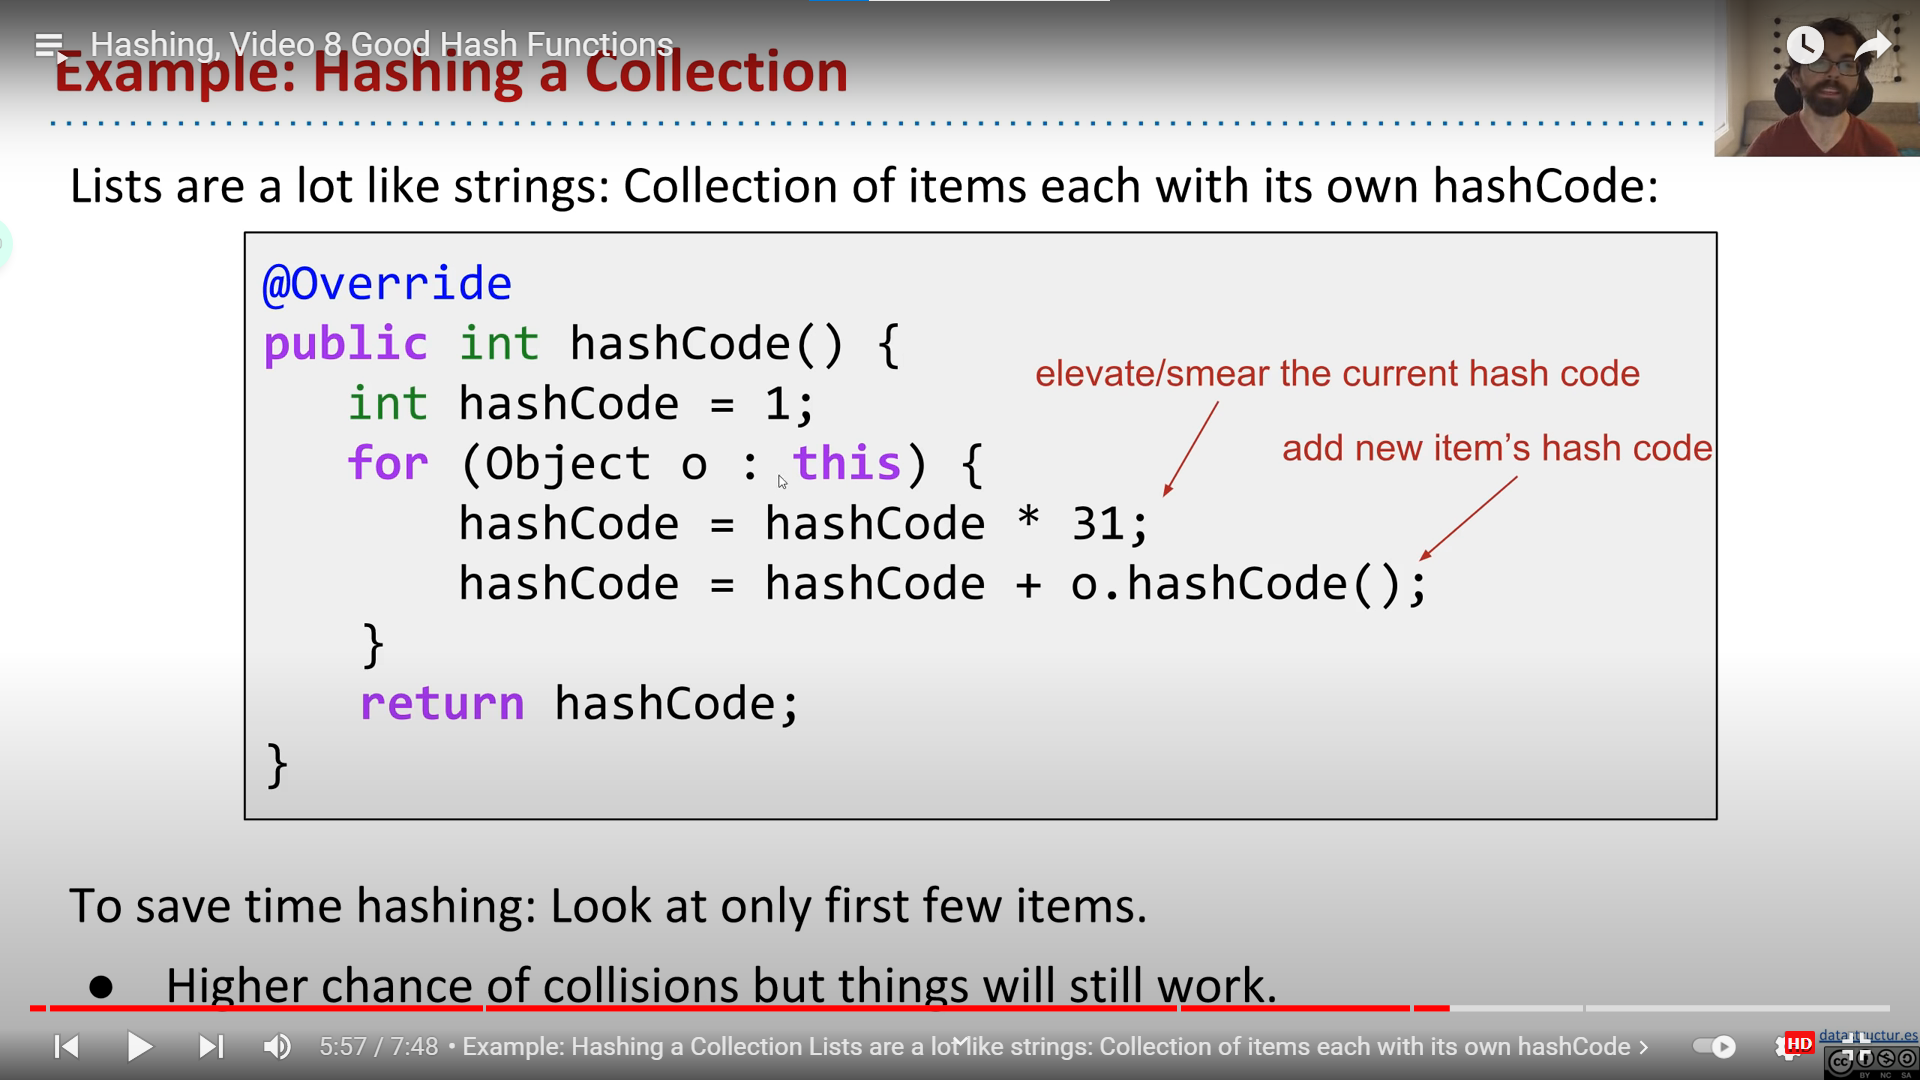 Hashing, Video 8 Good Hash Functions
Example: Hashing a Collection
Lists are a lot like strings: Collection of items each with its own hashCode:
@Override
public int hashCode() {
int hashCode = 1;
elevate/smear the current hash code
for (Object o : this) {
add new item's hash code
hashCode = hashCode * 31;
hashCode = hashCode + o.hashCode();
}
return hashCode;
}
To save time hashing: Look at only first few items.
● Higher chance of collisions but things will still work.
5:57 / 7:48 • Example: Hashing a Collection Lists are a lot like strings: Collection of items each with its own hashCode
HD
datastructur.es
cc
BY NC SA